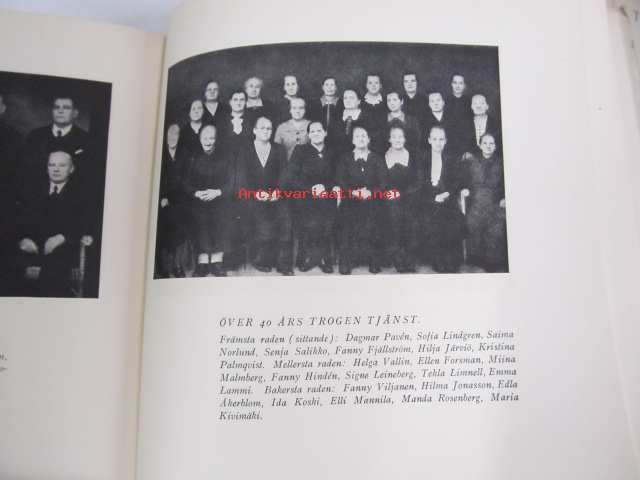 Antikvariaatti.net
ÖVER 40 ÅRS TROGEN TJÄNST.
Främsta raden (sittande): Dagmar Pavén, Sofia Lindgren, Saima
Norlund, Senja Salikko, Fanny Fjällström, Hilja Järviö, Kristina
Palmqvist. Mellersta raden: Helga Vallin, Ellen Forsman, Miina
Malmberg, Fanny Hindén, Signe Leineberg, Tekla Limnell, Emma
Lammi. Bakersta raden: Fanny Viljanen, Hilma Jonasson, Edla
Åkerblom, Ida Koski, Elli Mannila, Manda Rosenberg, Maria
Kivimäki.